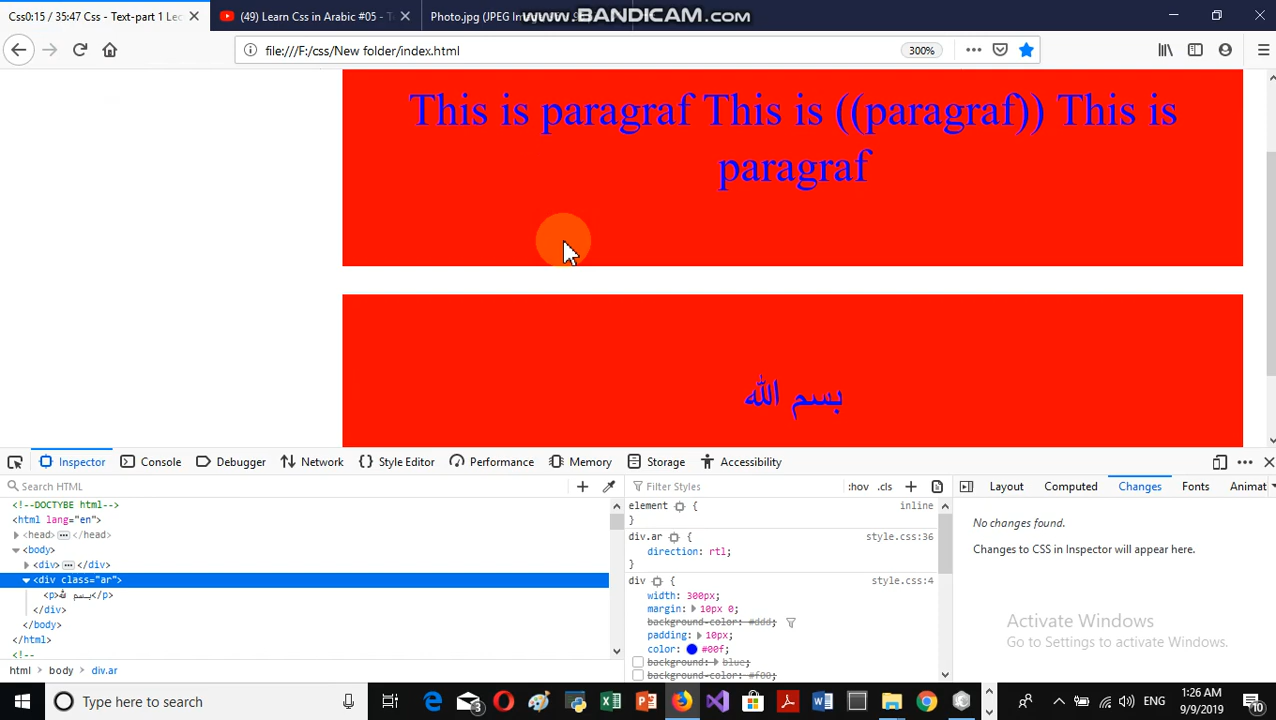 Css0:15 / 35:47 Css - Text-part 1 Lec
(49) Learn Css in Arabic #05 - T
Photo.jpg (JPEG Im
WWW.BANDICAM.COM
file:///F:/css/New folder/index.html
300%
This is paragraf This is ((paragraf)) This is
paragraf
بسم الله
Inspector
Console
Debugger
Network
Style Editor
Performance
Memory
Storage
Accessibility
Search HTML
Filter Styles
:hov .cls
Layout
Computed
Changes
Fonts
Animat
<!--DOCTYBE html-->
<html lang="en">
<head></head>
<body>
<div></div>
<div class="ar">
<p>بسم الله</p>
</div>
</body>
</html>
<!--
element { inline
}
div.ar { style.css:36
direction: rtl;
}
div { style.css:4
width: 300px;
margin: 10px 0;
background-color: #ddd;
padding: 10px;
color: #00f;
background: blue;
background-color: #f00;
No changes found.
Changes to CSS in Inspector will appear here.
Activate Windows
Go to Settings to activate Windows.
html
body
div.ar
Type here to search
3
ENG
1:26 AM
9/9/2019
10